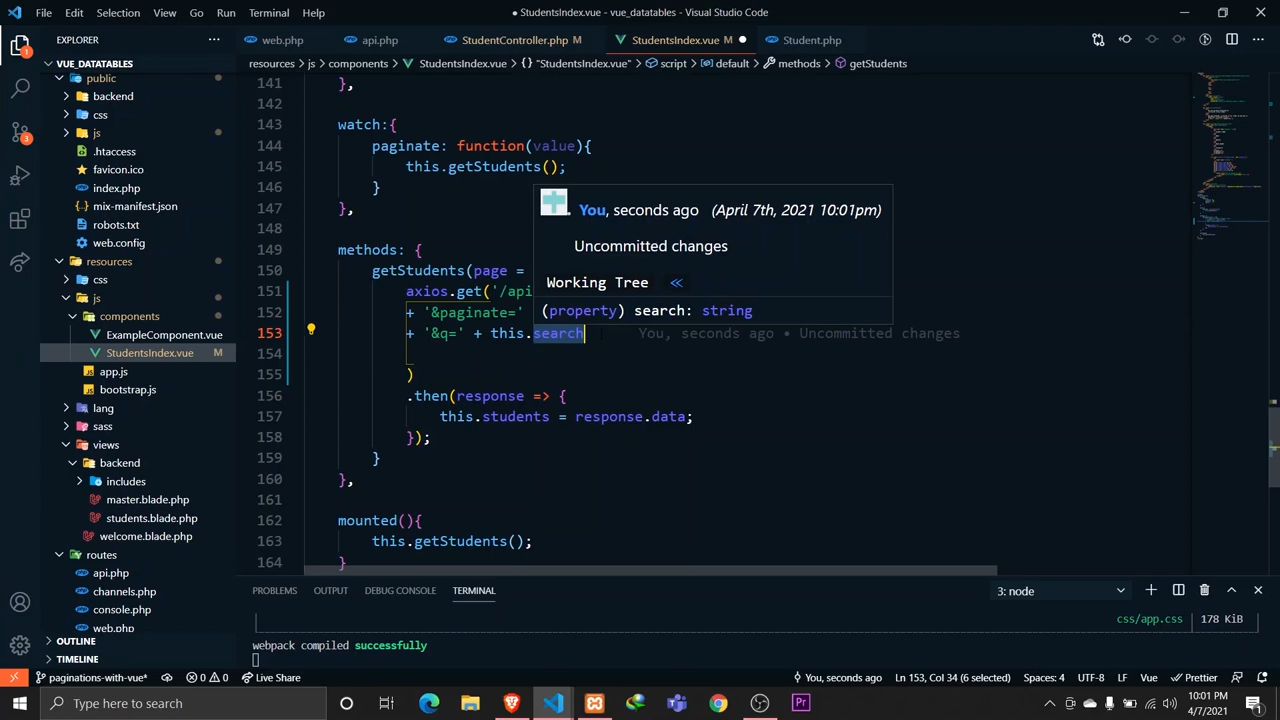 File Edit Selection View Go Run Terminal Help
● StudentsIndex.vue - vue_datatables - Visual Studio Code
EXPLORER
web.php
api.php
StudentController.php M
StudentsIndex.vue M
Student.php
VUE_DATATABLES
resources > js > components > StudentsIndex.vue > {} "StudentsIndex.vue" > script > default > methods > getStudents
public
backend
css
js
.htaccess
favicon.ico
index.php
mix-manifest.json
robots.txt
web.config
resources
css
js
components
ExampleComponent.vue
StudentsIndex.vue M
app.js
bootstrap.js
lang
sass
views
backend
includes
master.blade.php
students.blade.php
welcome.blade.php
routes
api.php
channels.php
console.php
web.php
OUTLINE
TIMELINE
141 },
142
143 watch:{
144 paginate: function(value){
145 this.getStudents();
146 }
147 },
148
149 methods: {
150 getStudents(page =
151 axios.get('/api
152 + '&paginate='
153 + '&q=' + this.search You, seconds ago • Uncommitted changes
154
155 )
156 .then(response => {
157 this.students = response.data;
158 });
159 }
160 },
161
162 mounted(){
163 this.getStudents();
164 }
You, seconds ago (April 7th, 2021 10:01pm)
Uncommitted changes
Working Tree
(property) search: string
PROBLEMS OUTPUT DEBUG CONSOLE TERMINAL
3: node
css/app.css 178 KiB
webpack compiled successfully
paginations-with-vue* 0 0 Live Share
You, seconds ago Ln 153, Col 34 (6 selected) Spaces: 4 UTF-8 LF Vue Prettier
Type here to search
10:01 PM
4/7/2021